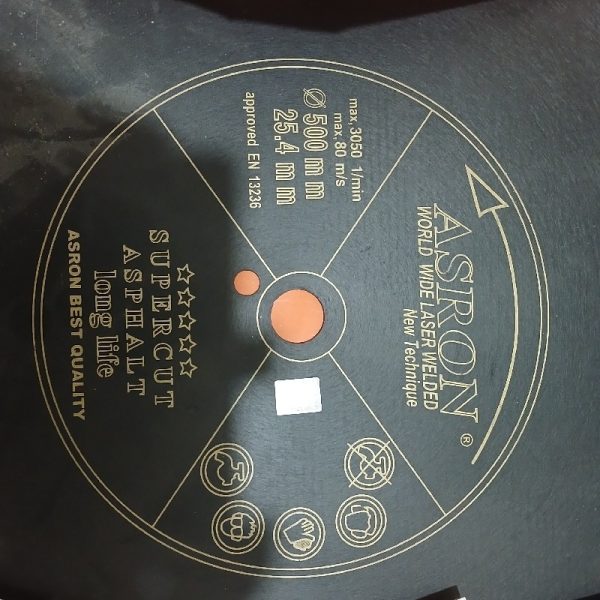 ASRON ®
WORLD WIDE LASER WELDED
New Technique
max.3050 1/min
max.80 m/s
Ø 500 mm
25.4 mm
approved EN 13236
SUPERCUT
ASPHALT
long life
ASRON BEST QUALITY